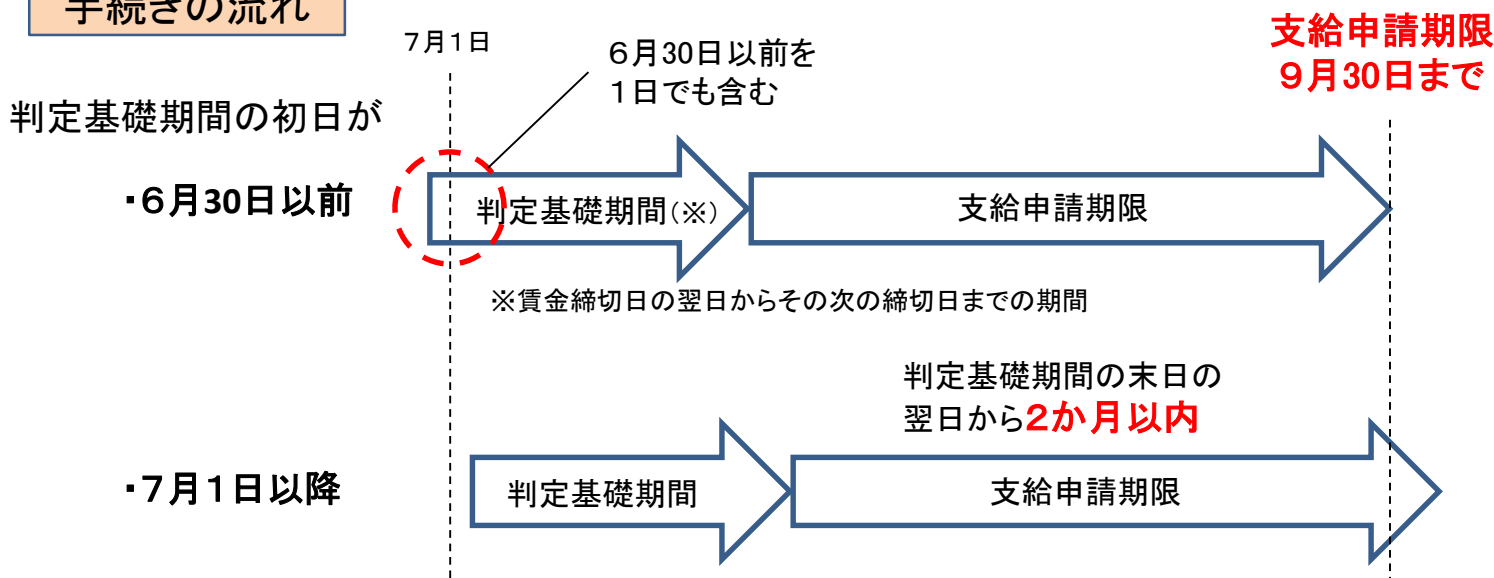 手続きの流れ
７月１日
６月30日以前を
１日でも含む
支給申請期限
９月30日まで
判定基礎期間の初日が
・６月30日以前
判定基礎期間（※）
支給申請期限
※賃金締切日の翌日からその次の締切日までの期間
判定基礎期間の末日の
翌日から２か月以内
・７月１日以降
判定基礎期間
支給申請期限